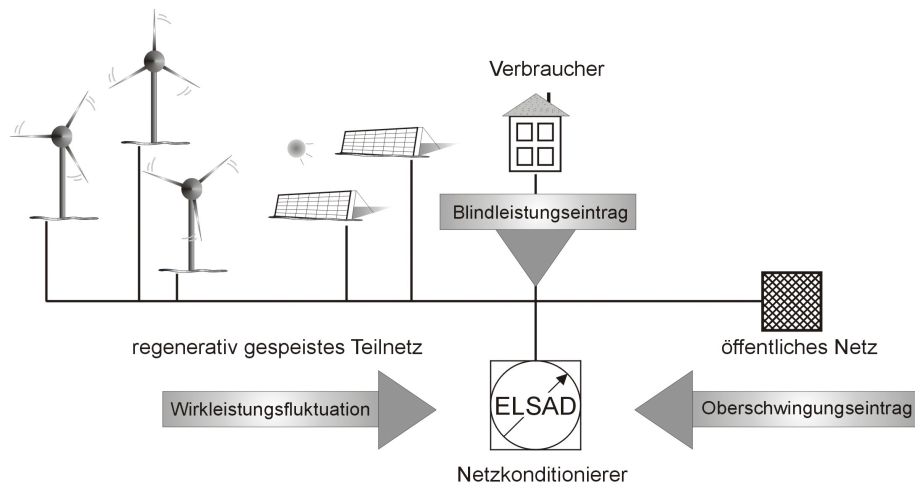 Verbraucher
Blindleistungseintrag
regenerativ gespeistes Teilnetz
öffentliches Netz
Wirkleistungsfluktuation
ELSAD
Oberschwingungseintrag
Netzkonditionierer